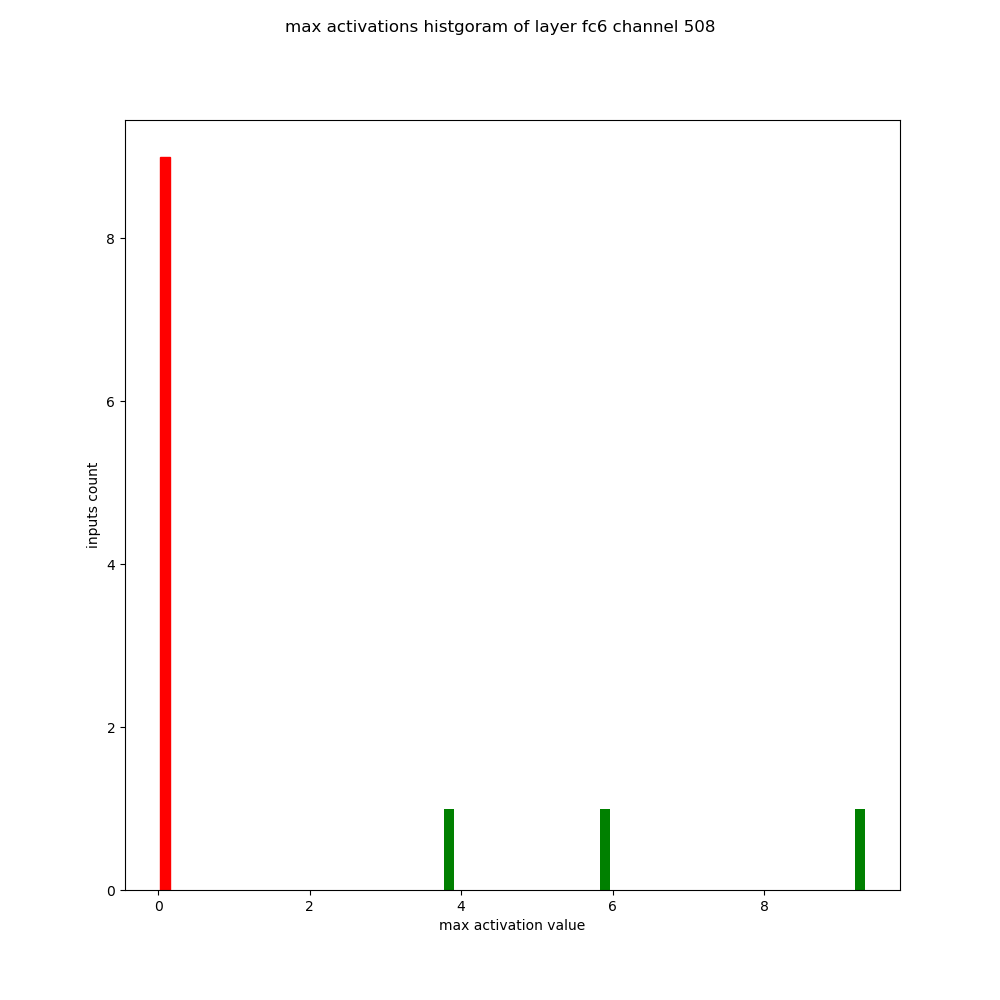 max activations histgoram of layer fc6 channel 508
8
6
4
2
0
inputs count
0 2 4 6 8
max activation value